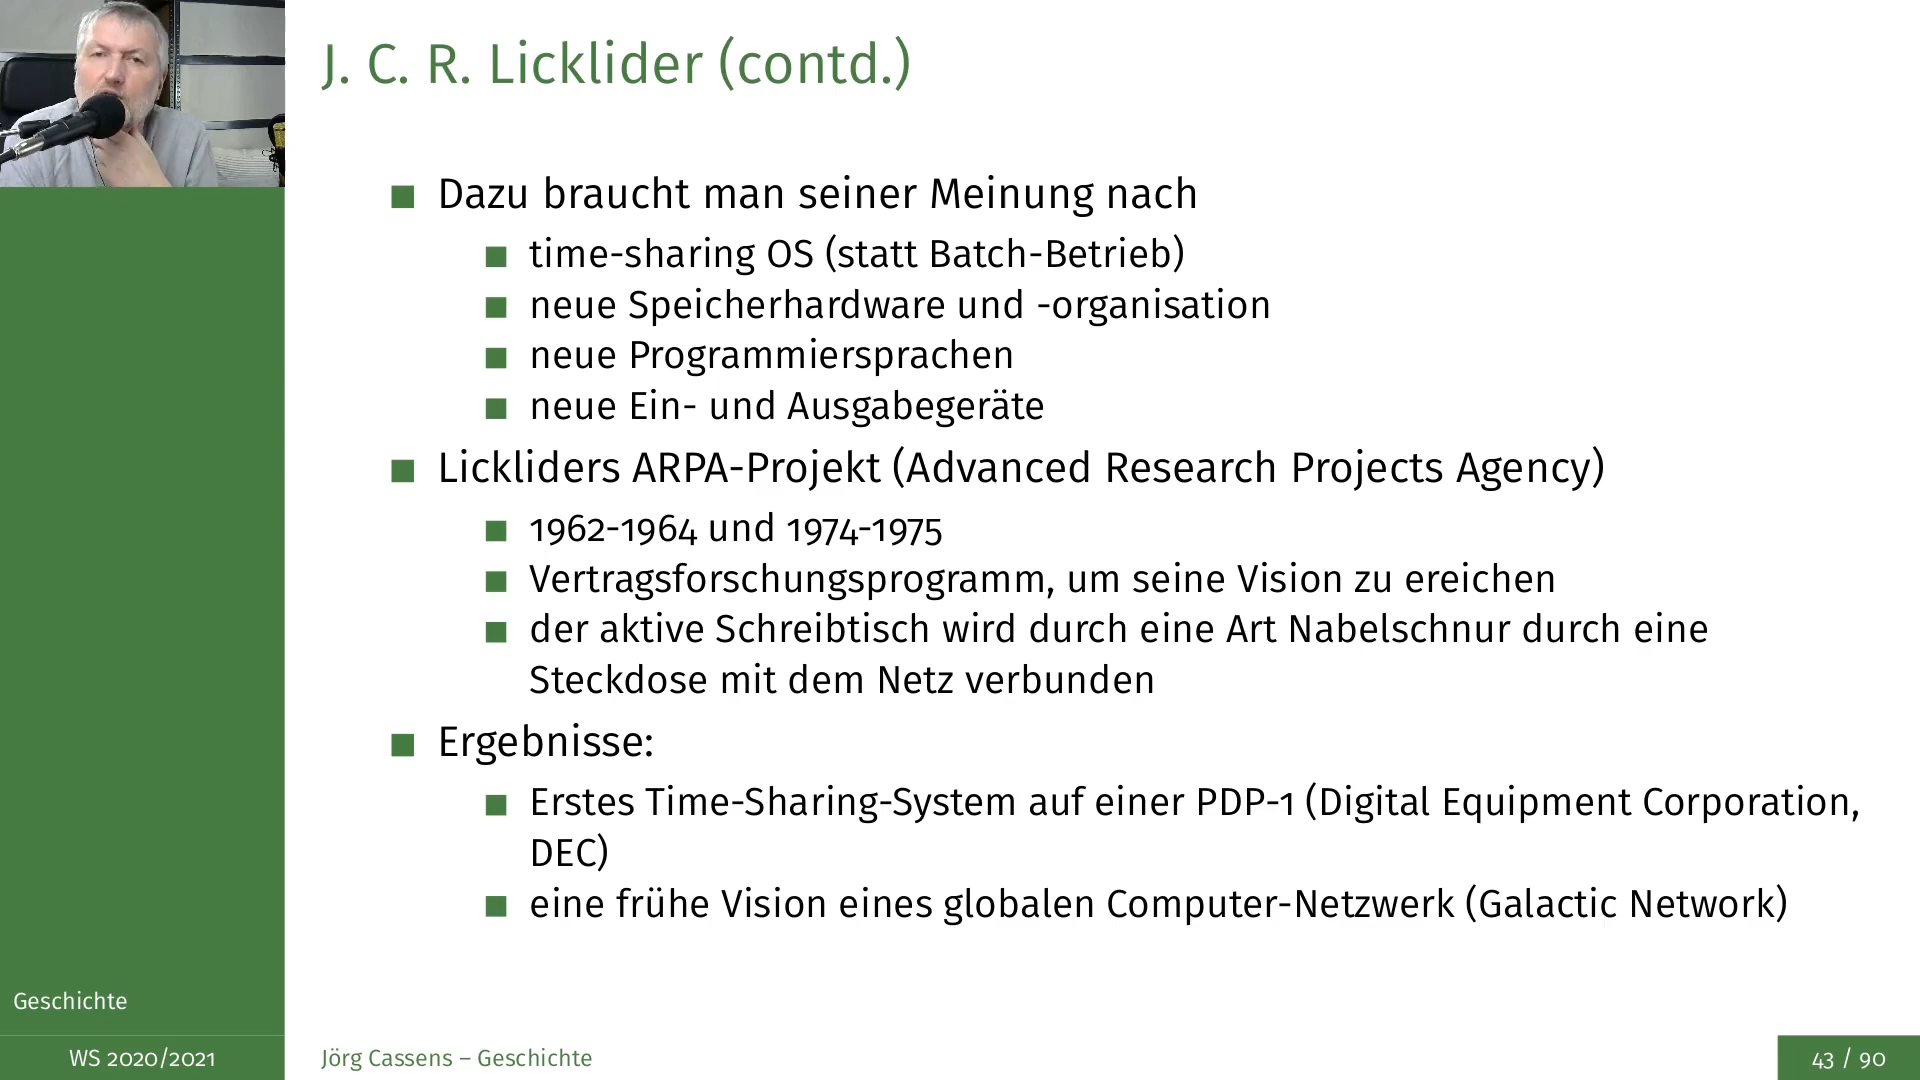 J. C. R. Licklider (contd.)
Dazu braucht man seiner Meinung nach
time-sharing OS (statt Batch-Betrieb)
neue Speicherhardware und -organisation
neue Programmiersprachen
neue Ein- und Ausgabegeräte
Lickliders ARPA-Projekt (Advanced Research Projects Agency)
1962-1964 und 1974-1975
Vertragsforschungsprogramm, um seine Vision zu ereichen
der aktive Schreibtisch wird durch eine Art Nabelschnur durch eine
Steckdose mit dem Netz verbunden
Ergebnisse:
Erstes Time-Sharing-System auf einer PDP-1 (Digital Equipment Corporation,
DEC)
eine frühe Vision eines globalen Computer-Netzwerk (Galactic Network)
Geschichte
WS 2020/2021
Jörg Cassens – Geschichte
43 / 90